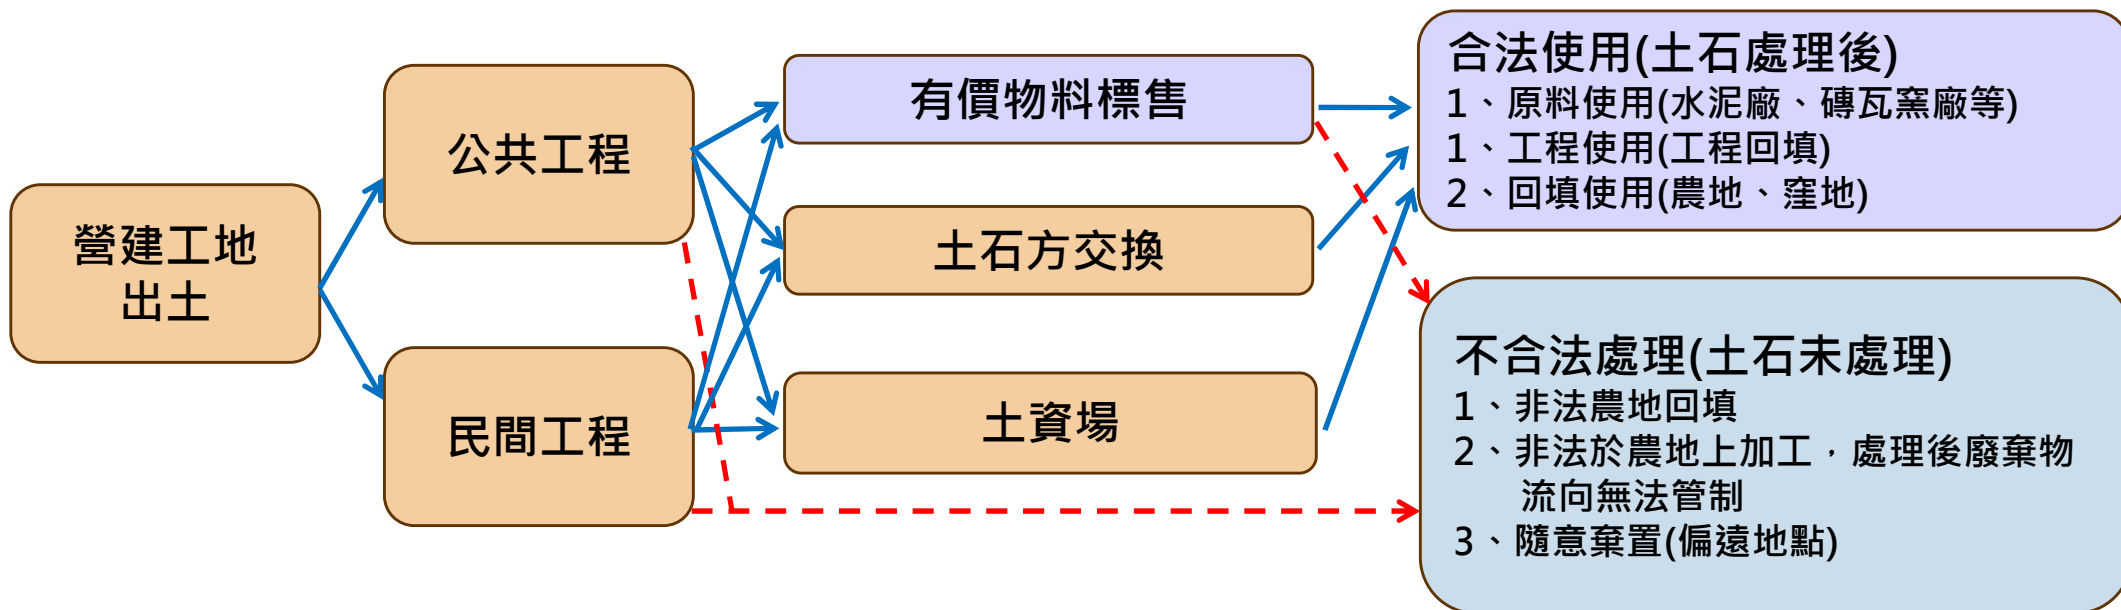 營建工地
出土
公共工程
民間工程
有價物料標售
土石方交換
土資場
合法使用(土石處理後)
1、原料使用(水泥廠、磚瓦窯廠等)
1、工程使用(工程回填)
2、回填使用(農地、窪地)
不合法處理(土石未處理)
1、非法農地回填
2、非法於農地上加工，處理後廢棄物
流向無法管制
3、隨意棄置(偏遠地點)